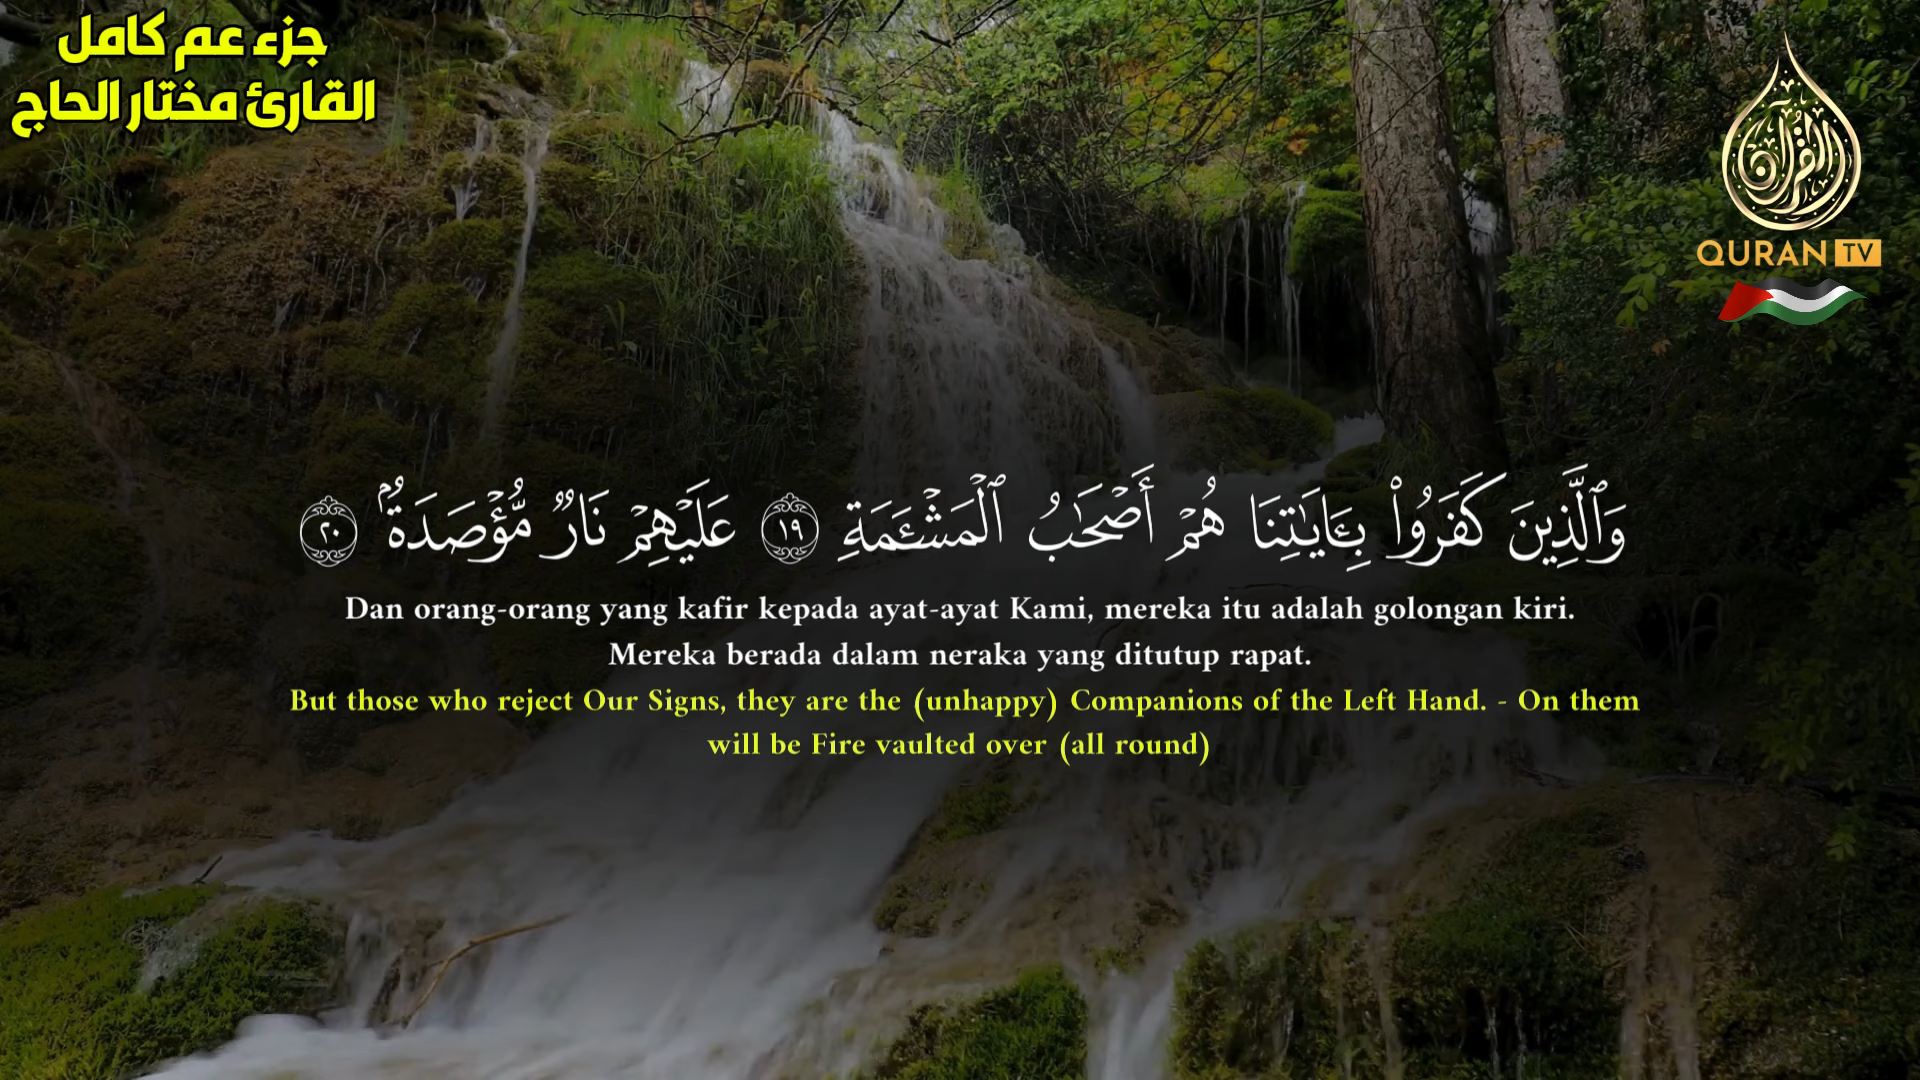 جزء عم كامل
القارئ مختار الحاج
القرآن
QURAN TV
وَٱلَّذِينَ كَفَرُواْ بِـَٔايَٰتِنَا هُمۡ أَصۡحَٰبُ ٱلۡمَشۡـَٔمَةِ ١٩ عَلَيۡهِمۡ نَارٞ مُّؤۡصَدَةُۢ ٢٠
Dan orang-orang yang kafir kepada ayat-ayat Kami, mereka itu adalah golongan kiri.
Mereka berada dalam neraka yang ditutup rapat.
But those who reject Our Signs, they are the (unhappy) Companions of the Left Hand. - On them
will be Fire vaulted over (all round)